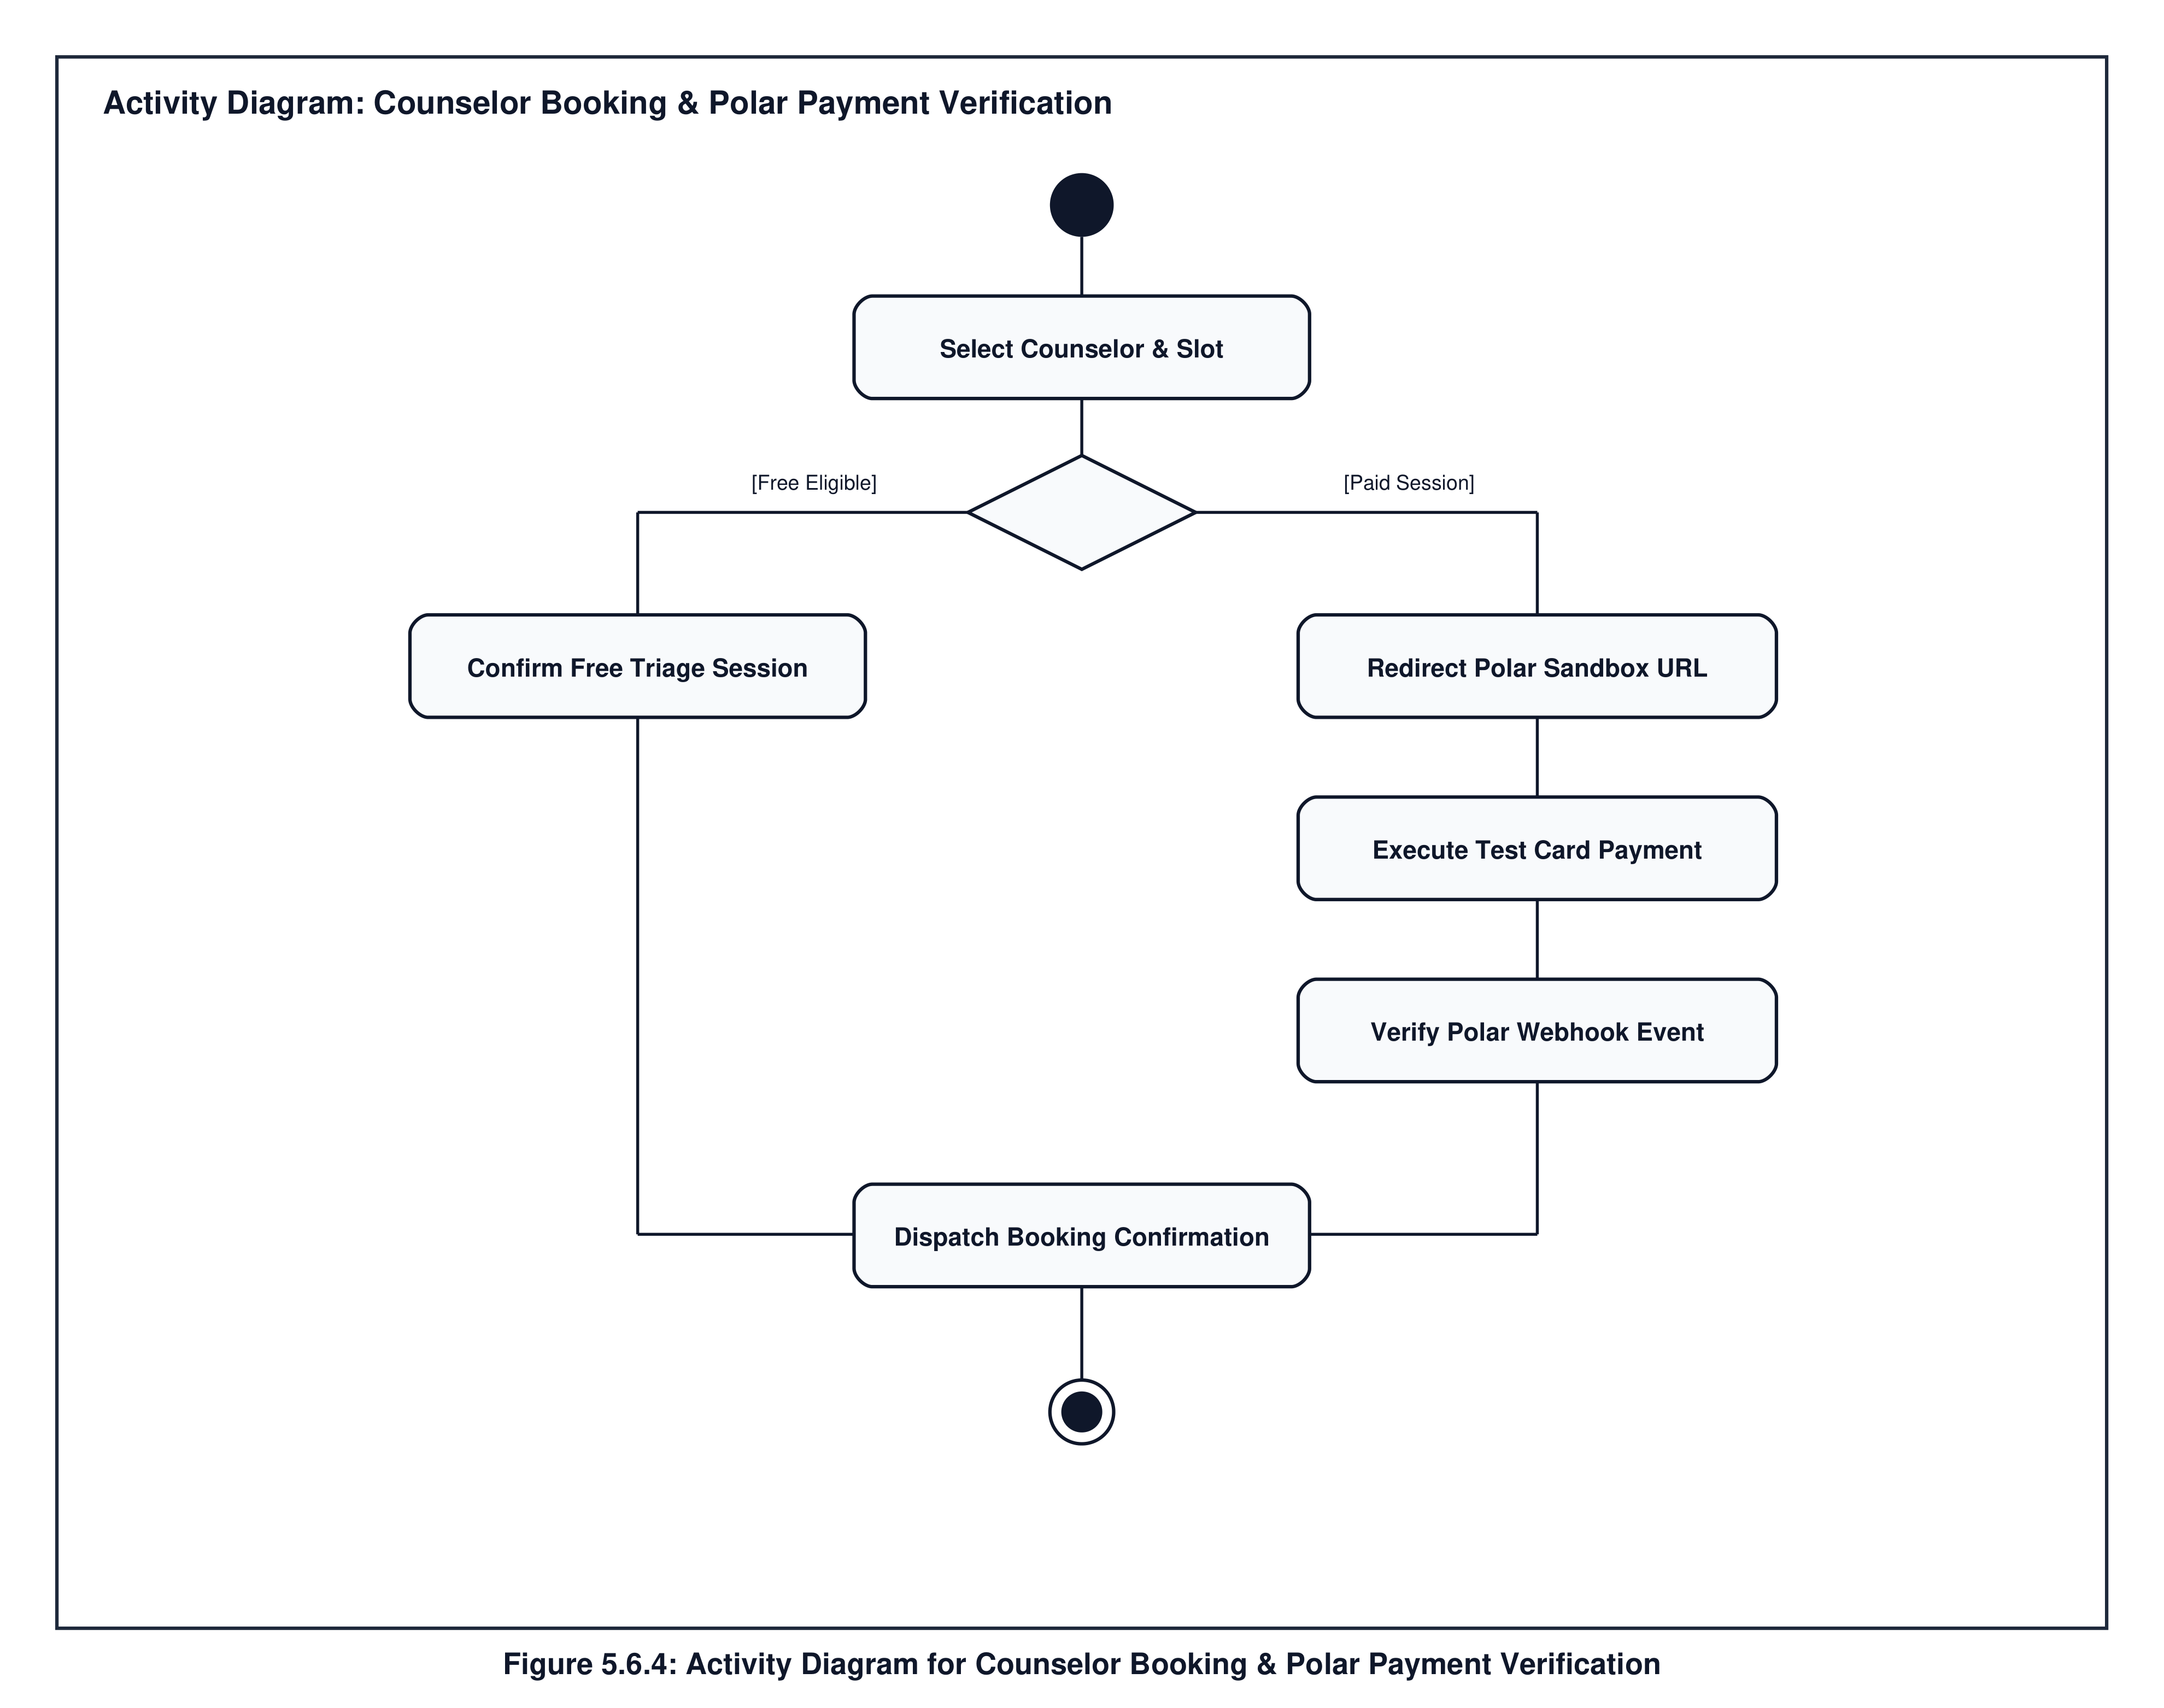 Activity Diagram: Counselor Booking & Polar Payment Verification
Select Counselor & Slot
[Free Eligible]
[Paid Session]
Confirm Free Triage Session
Redirect Polar Sandbox URL
Execute Test Card Payment
Verify Polar Webhook Event
Dispatch Booking Confirmation
Figure 5.6.4: Activity Diagram for Counselor Booking & Polar Payment Verification